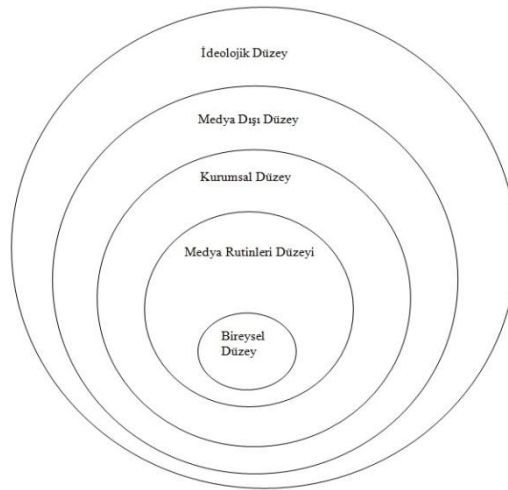 İdeolojik Düzey
Medya Dışı Düzey
Kurumsal Düzey
Medya Rutinleri Düzeyi
Bireysel
Düzey